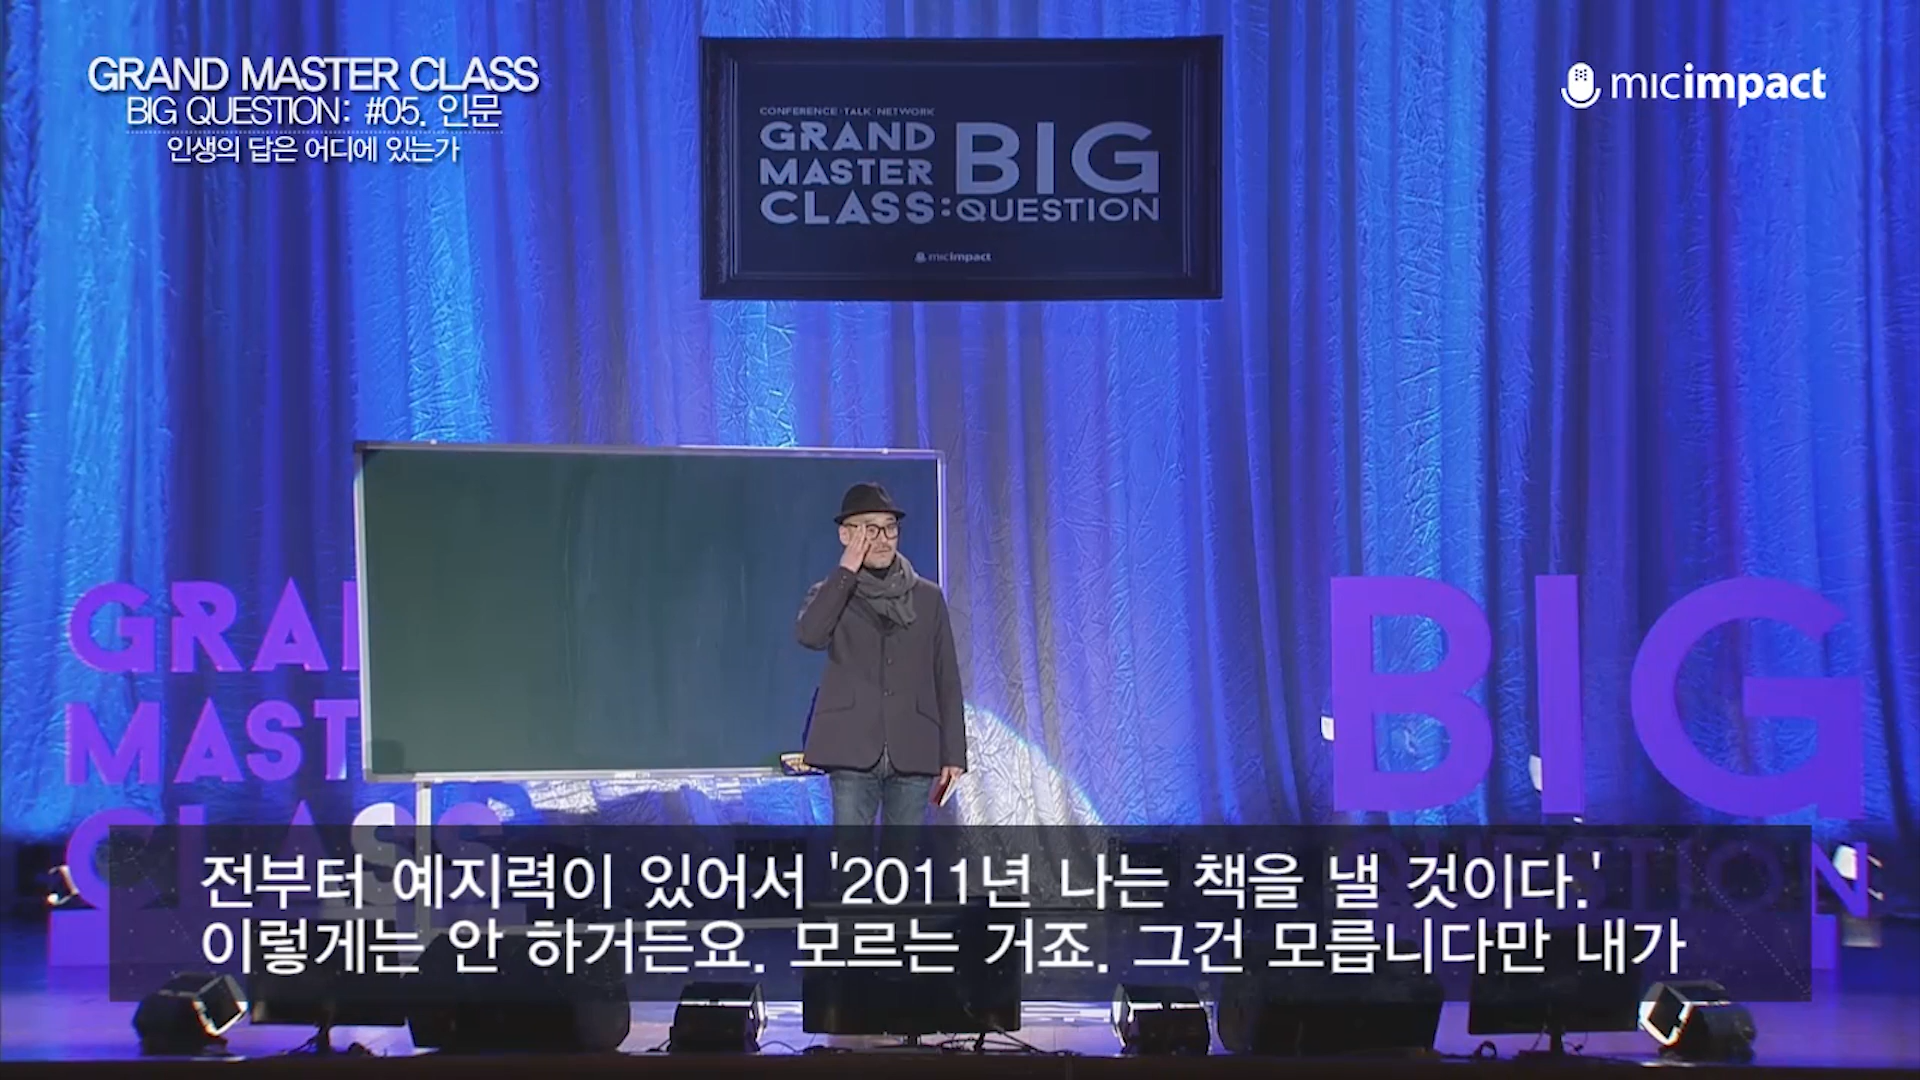 GRAND MASTER CLASS
BIG QUESTION: #05. 인문
인생의 답은 어디에 있는가
micimpact
CONFERENCE · TALK · NETWORK
GRAND
MASTER
CLASS:
BIG
QUESTION
micimpact
GRA
MAST
CLASS
BIG
QUESTION
전부터 예지력이 있어서 '2011년 나는 책을 낼 것이다.'
이렇게는 안 하거든요. 모르는 거죠. 그건 모릅니다만 내가